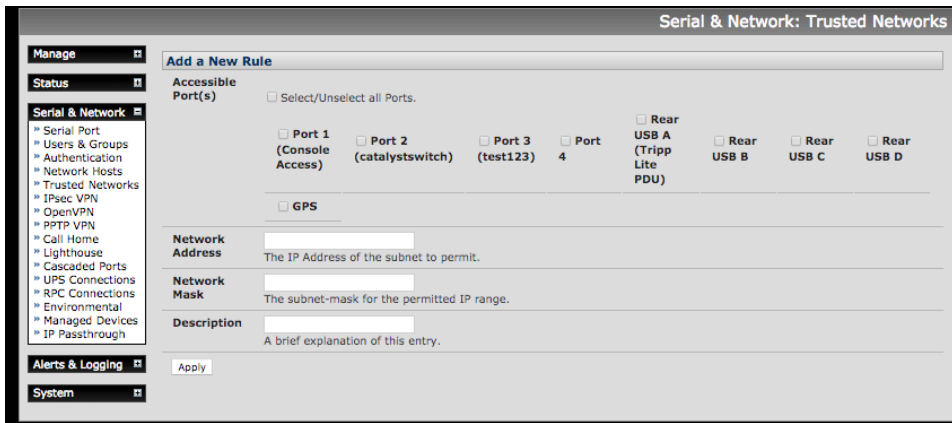 Serial & Network: Trusted Networks
Manage
Status
Serial & Network
» Serial Port
» Users & Groups
» Authentication
» Network Hosts
» Trusted Networks
» IPsec VPN
» OpenVPN
» PPTP VPN
» Call Home
» Lighthouse
» Cascaded Ports
» UPS Connections
» RPC Connections
» Environmental
» Managed Devices
» IP Passthrough
Alerts & Logging
System
Add a New Rule
Accessible
Port(s)
Select/Unselect all Ports.
Port 1
(Console
Access)
Port 2
(catalystswitch)
Port 3
(test123)
Port
4
Rear
USB A
(Tripp
Lite
PDU)
Rear
USB B
Rear
USB C
Rear
USB D
GPS
Network
Address
The IP Address of the subnet to permit.
Network
Mask
The subnet-mask for the permitted IP range.
Description
A brief explanation of this entry.
Apply